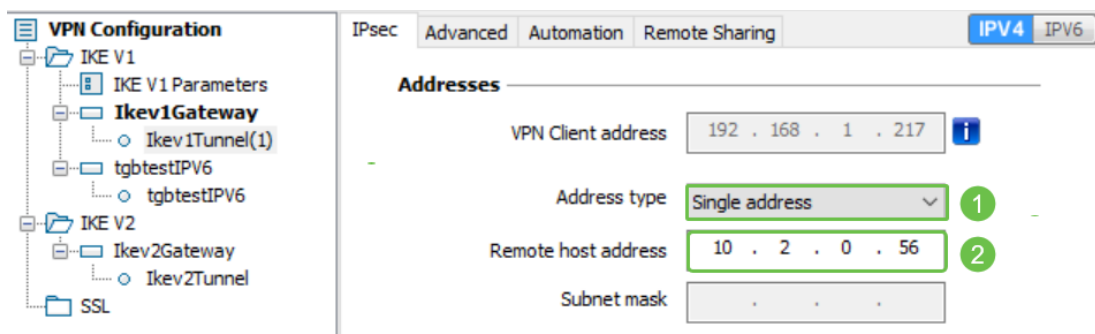 VPN Configuration
IKE V1
IKE V1 Parameters
Ikev1Gateway
Ikev1Tunnel(1)
tgbtestIPV6
tgbtestIPV6
IKE V2
Ikev2Gateway
Ikev2Tunnel
SSL
IPsec Advanced Automation Remote Sharing IPV4 IPV6
Addresses
VPN Client address 192 . 168 . 1 . 217 i
Address type Single address 1
Remote host address 10 . 2 . 0 . 56 2
Subnet mask . . .